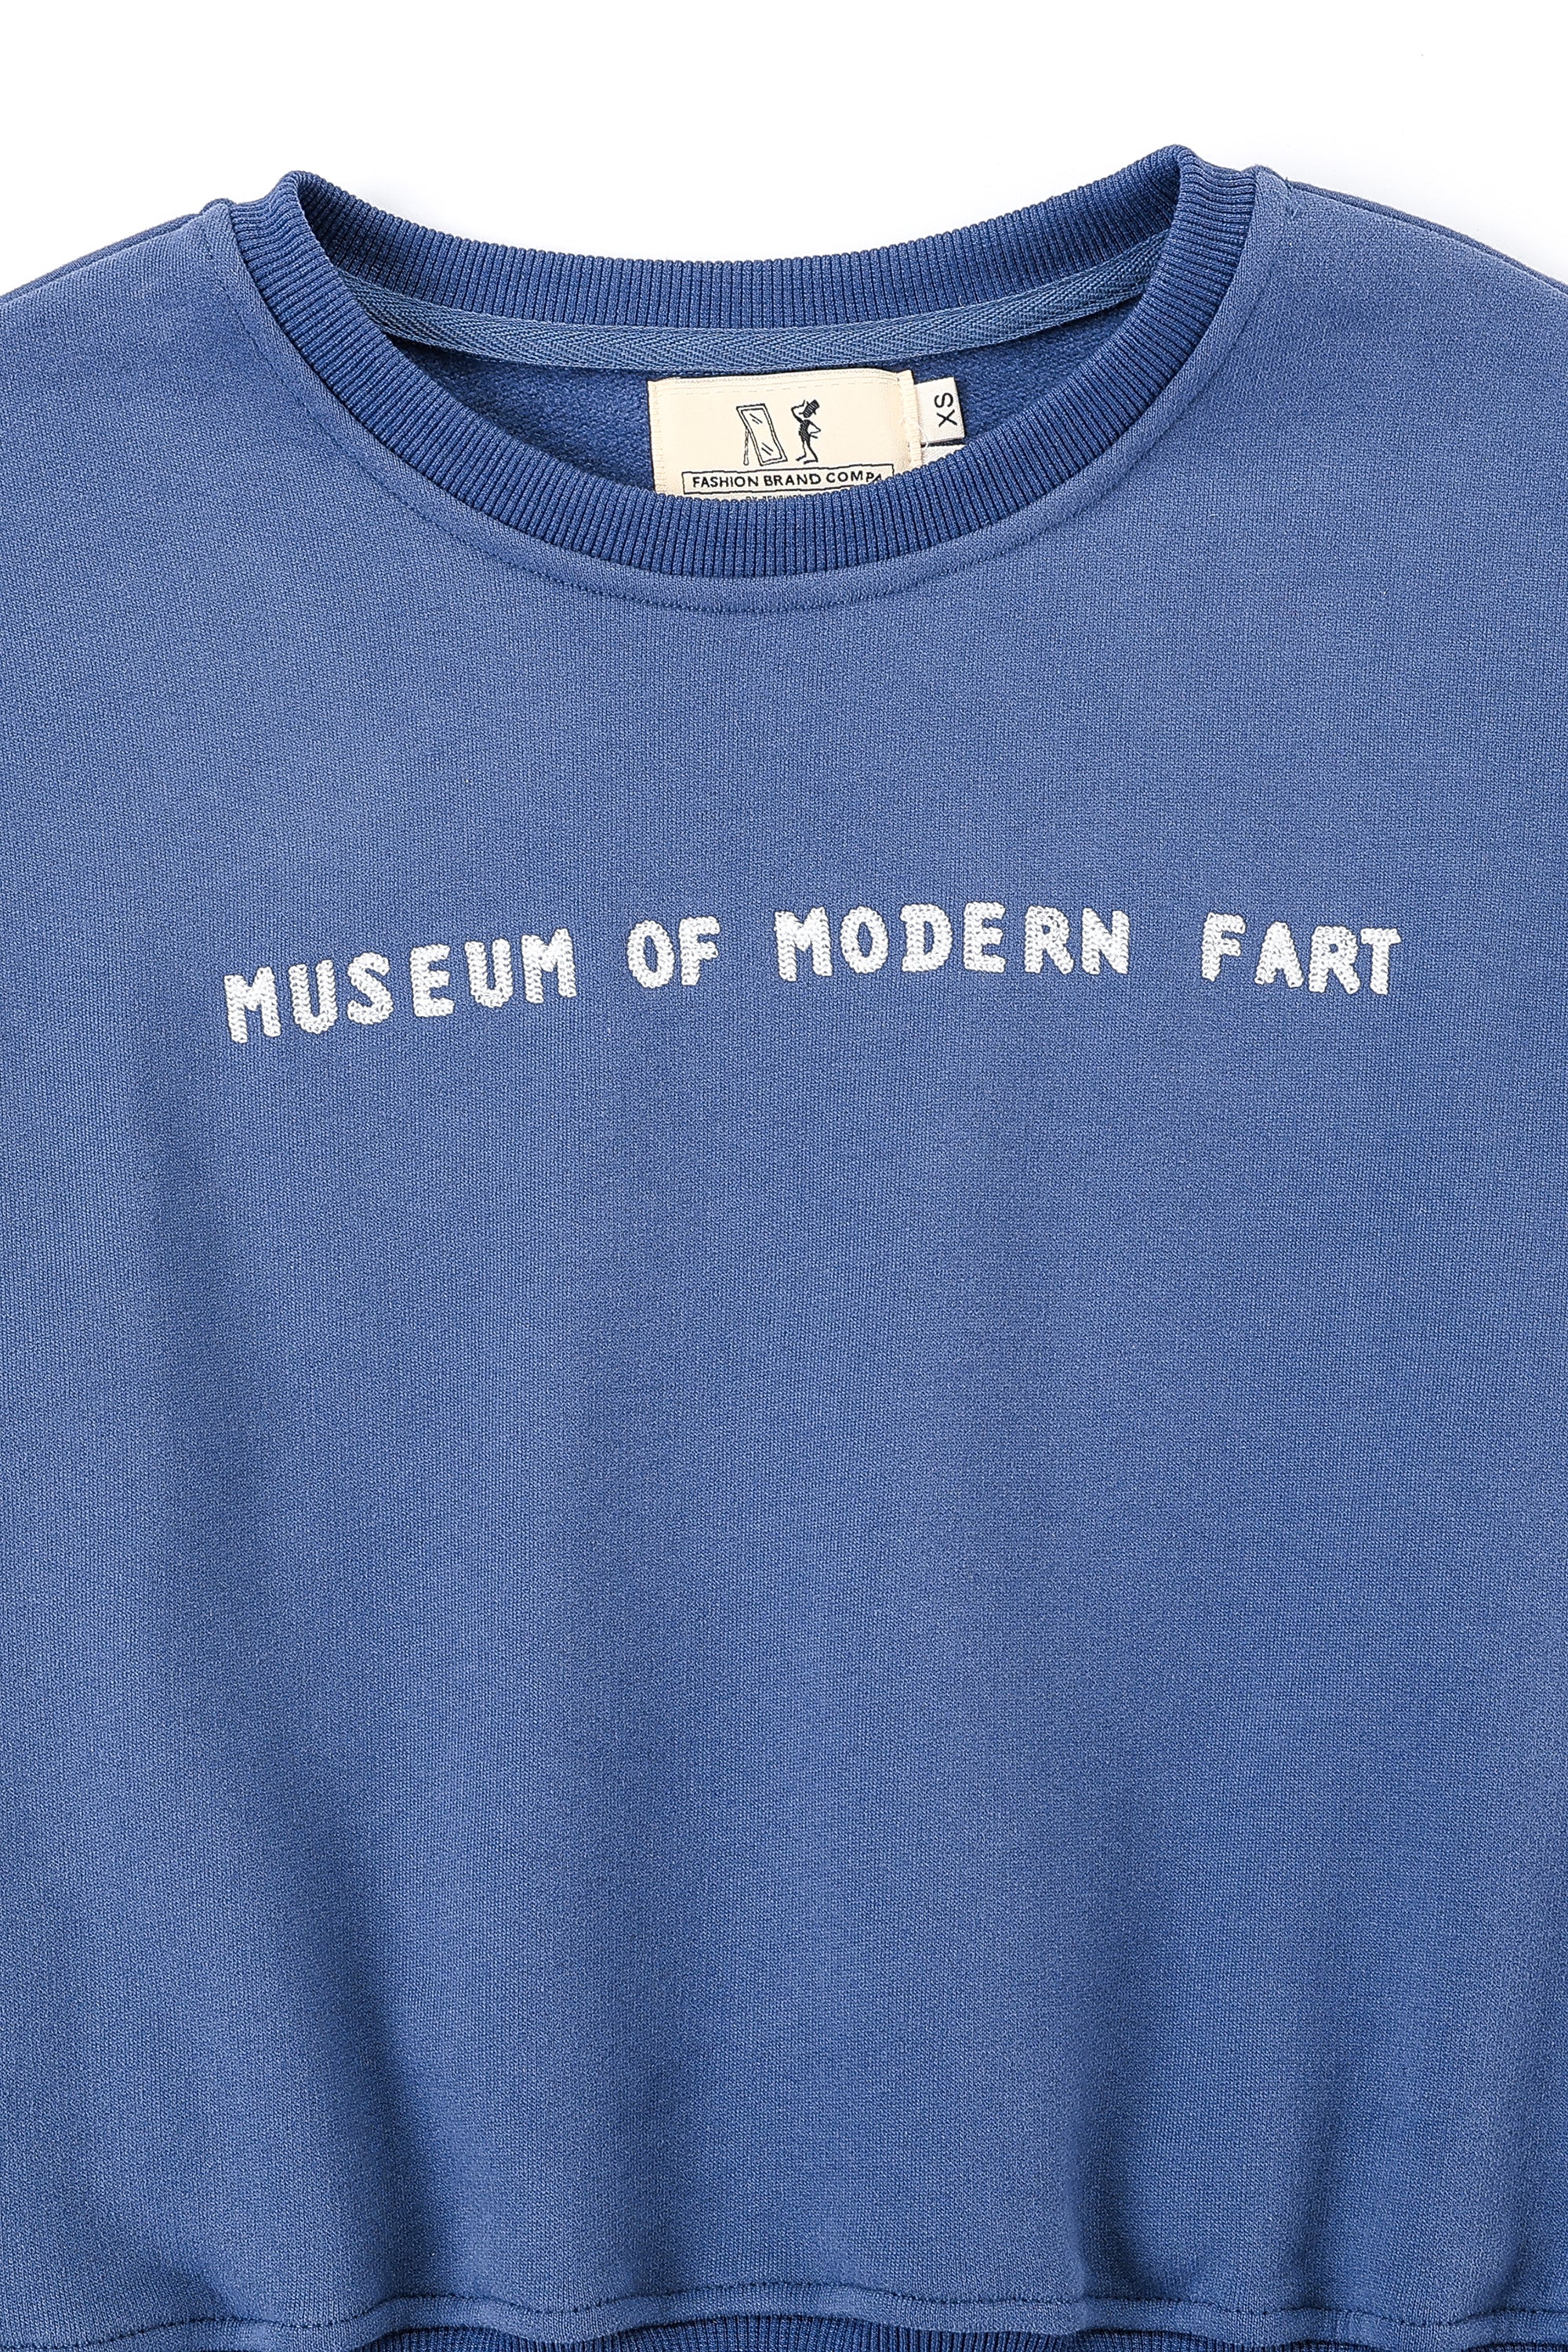 XS
FASHION BRAND COMPA
MUSEUM OF MODERN FART